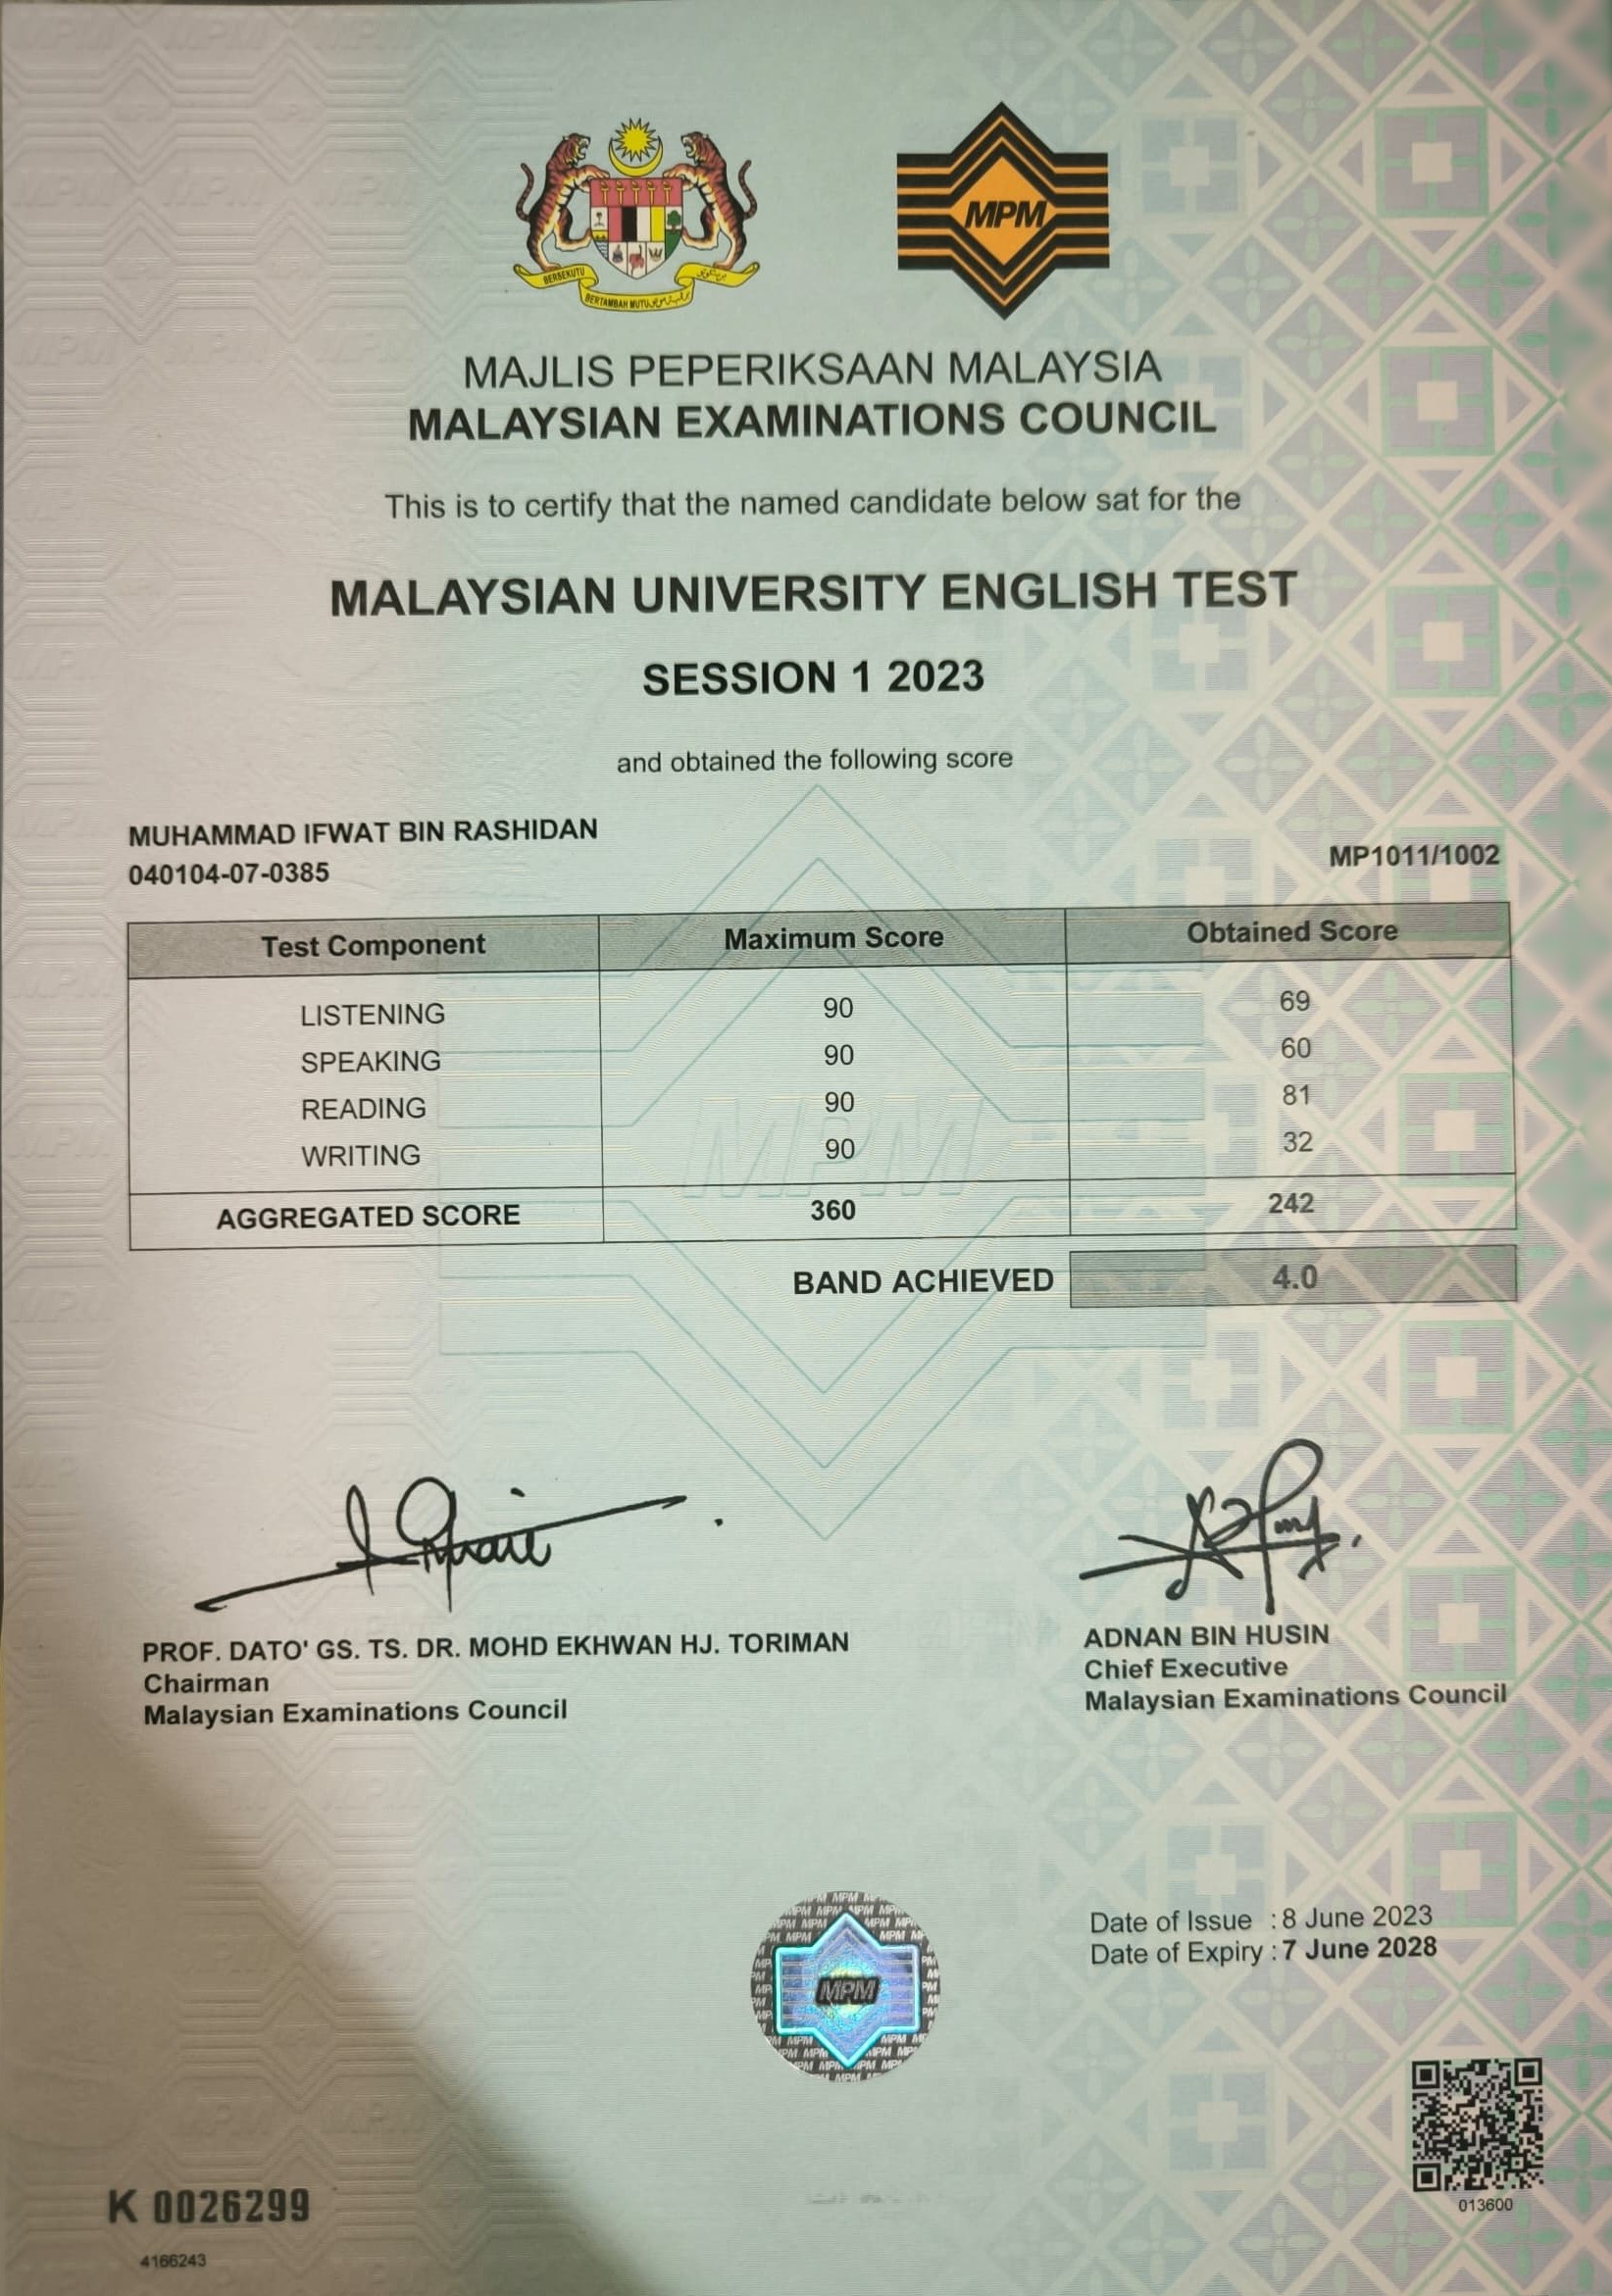 BERSEKUTU
BERTAMBAH MUTU
MPM
MAJLIS PEPERIKSAAN MALAYSIA
MALAYSIAN EXAMINATIONS COUNCIL
This is to certify that the named candidate below sat for the
MALAYSIAN UNIVERSITY ENGLISH TEST
SESSION 1 2023
and obtained the following score
MUHAMMAD IFWAT BIN RASHIDAN
040104-07-0385
MP1011/1002
Test Component Maximum Score Obtained Score
LISTENING 90 69
SPEAKING 90 60
READING 90 81
WRITING 90 32
AGGREGATED SCORE 360 242
BAND ACHIEVED 4.0
PROF. DATO' GS. TS. DR. MOHD EKHWAN HJ. TORIMAN
Chairman
Malaysian Examinations Council
ADNAN BIN HUSIN
Chief Executive
Malaysian Examinations Council
Date of Issue : 8 June 2023
Date of Expiry : 7 June 2028
MPM
K 0026299
4166243
013600